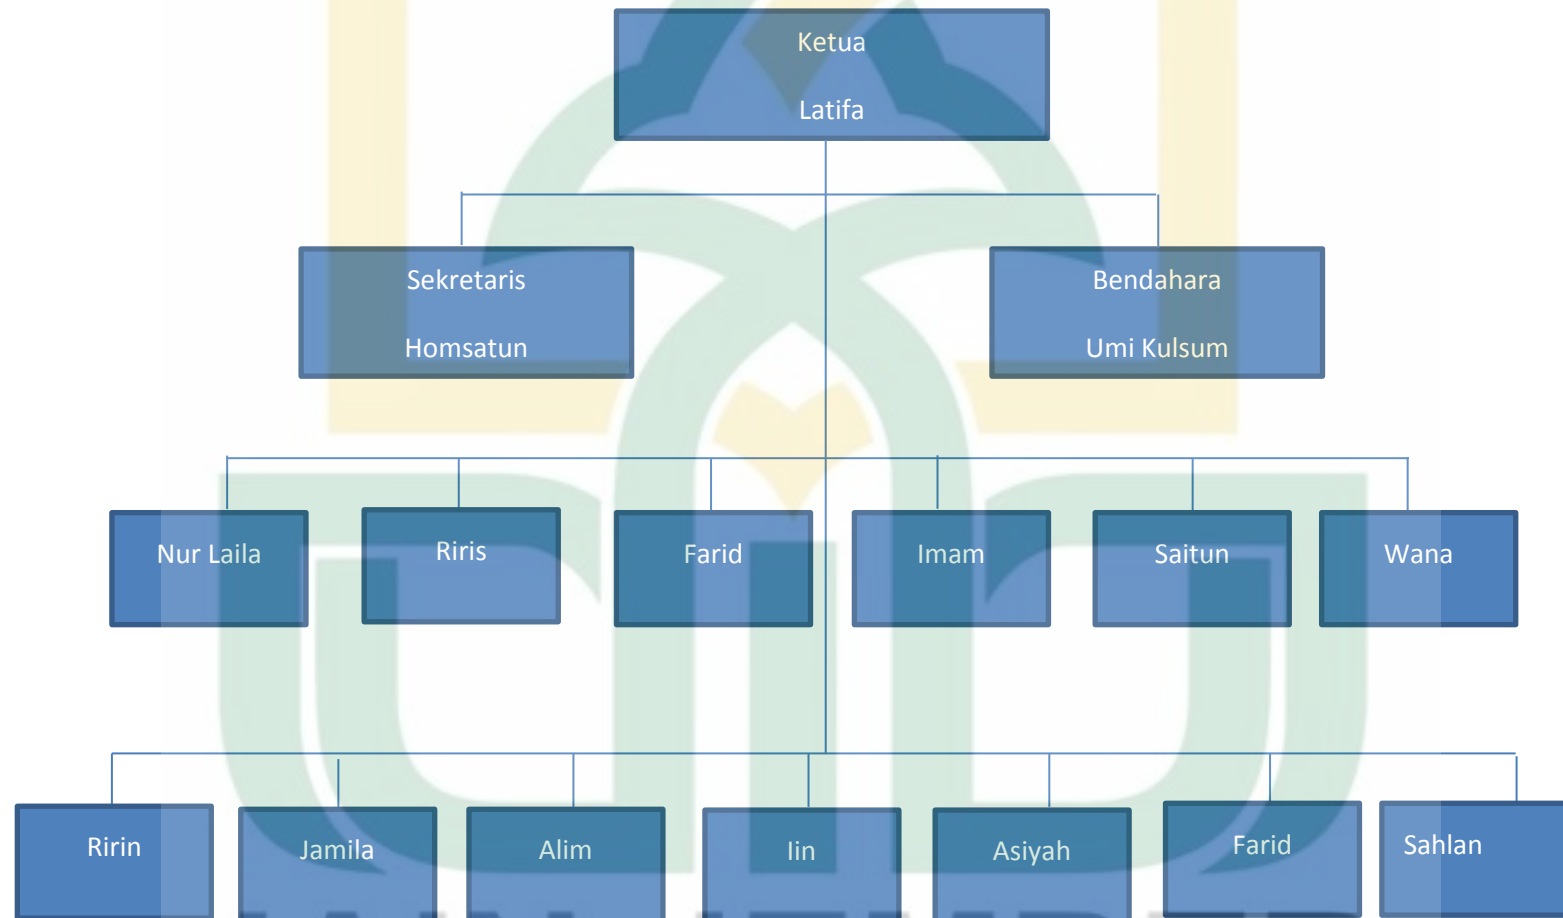 Ketua
Latifa
Sekretaris
Homsatun
Bendahara
Umi Kulsum
Nur Laila
Riris
Farid
Imam
Saitun
Wana
Ririn
Jamila
Alim
Iin
Asiyah
Farid
Sahlan